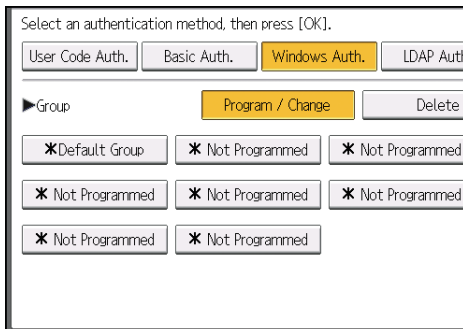 Select an authentication method, then press [OK].
User Code Auth. Basic Auth. Windows Auth. LDAP Auth
▶Group Program / Change Delete
*Default Group * Not Programmed * Not Programmed
* Not Programmed * Not Programmed * Not Programmed
* Not Programmed * Not Programmed